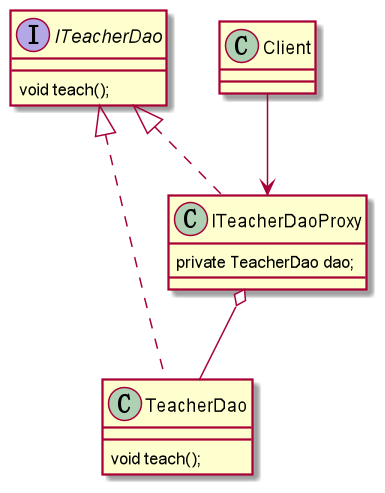 I ITeacherDao
void teach();
C Client
C ITeacherDaoProxy
private TeacherDao dao;
C TeacherDao
void teach();